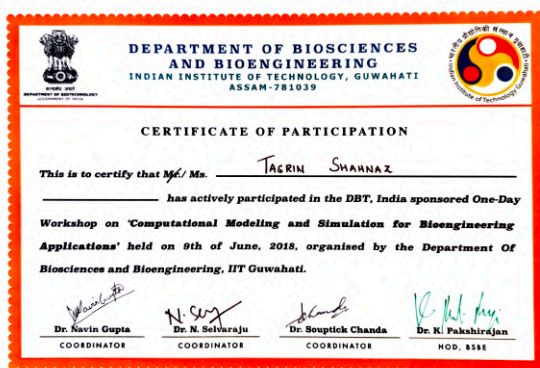 DEPARTMENT OF BIOSCIENCES
AND BIOENGINEERING
INDIAN INSTITUTE OF TECHNOLOGY, GUWAHATI
ASSAM-781039
सत्यमेव जयते
DEPARTMENT OF BIOTECHNOLOGY
GOVERNMENT OF INDIA
भारतीय प्रौद्योगिकी संस्थान गुवाहाटी
Indian Institute of Technology Guwahati
CERTIFICATE OF PARTICIPATION
This is to certify that Mr./ Ms. TASRIN SHAHNAZ
has actively participated in the DBT, India sponsored One-Day
Workshop on 'Computational Modeling and Simulation for Bioengineering
Applications' held on 9th of June, 2018, organised by the Department Of
Biosciences and Bioengineering, IIT Guwahati.
Dr. Navin Gupta Dr. N. Selvaraju Dr. Souptick Chanda Dr. K. Pakshirajan
COORDINATOR COORDINATOR COORDINATOR HOD, BSBE